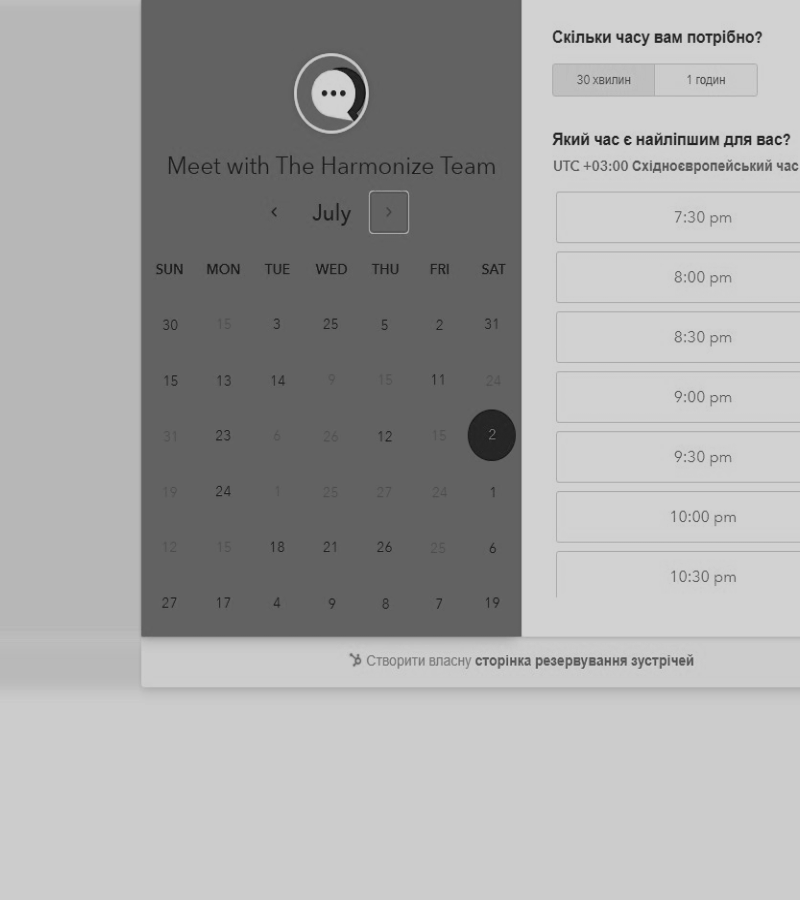 Meet with The Harmonize Team
July
SUN MON TUE WED THU FRI SAT
30 15 3 25 5 2 31
15 13 14 9 15 11 24
31 23 6 26 12 15 2
19 24 1 25 27 24 1
12 15 18 21 26 25 6
27 17 4 9 8 7 19
Скільки часу вам потрібно?
30 хвилин 1 годин
Який час є найліпшим для вас?
UTC +03:00 Східноєвропейський час
7:30 pm
8:00 pm
8:30 pm
9:00 pm
9:30 pm
10:00 pm
10:30 pm
Створити власну сторінка резервування зустрічей